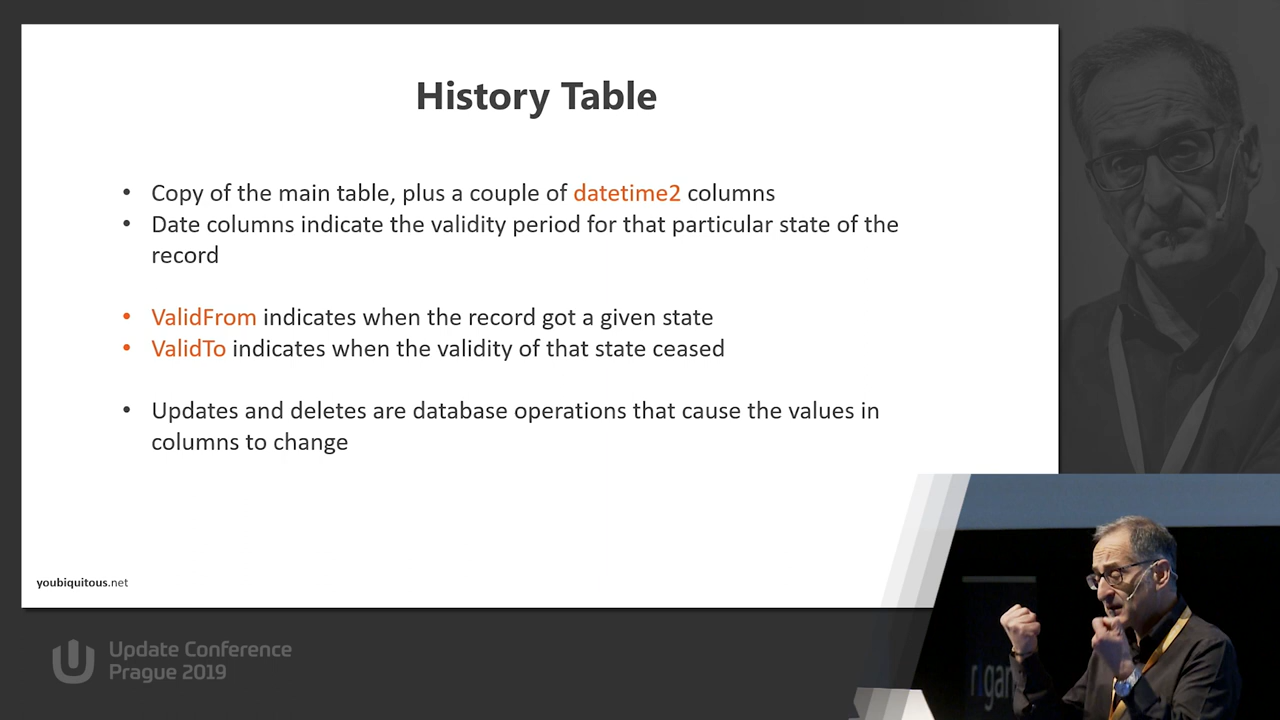 History Table
• Copy of the main table, plus a couple of datetime2 columns
• Date columns indicate the validity period for that particular state of the
record
• ValidFrom indicates when the record got a given state
• ValidTo indicates when the validity of that state ceased
• Updates and deletes are database operations that cause the values in
columns to change
youbiquitous.net
Update Conference
Prague 2019